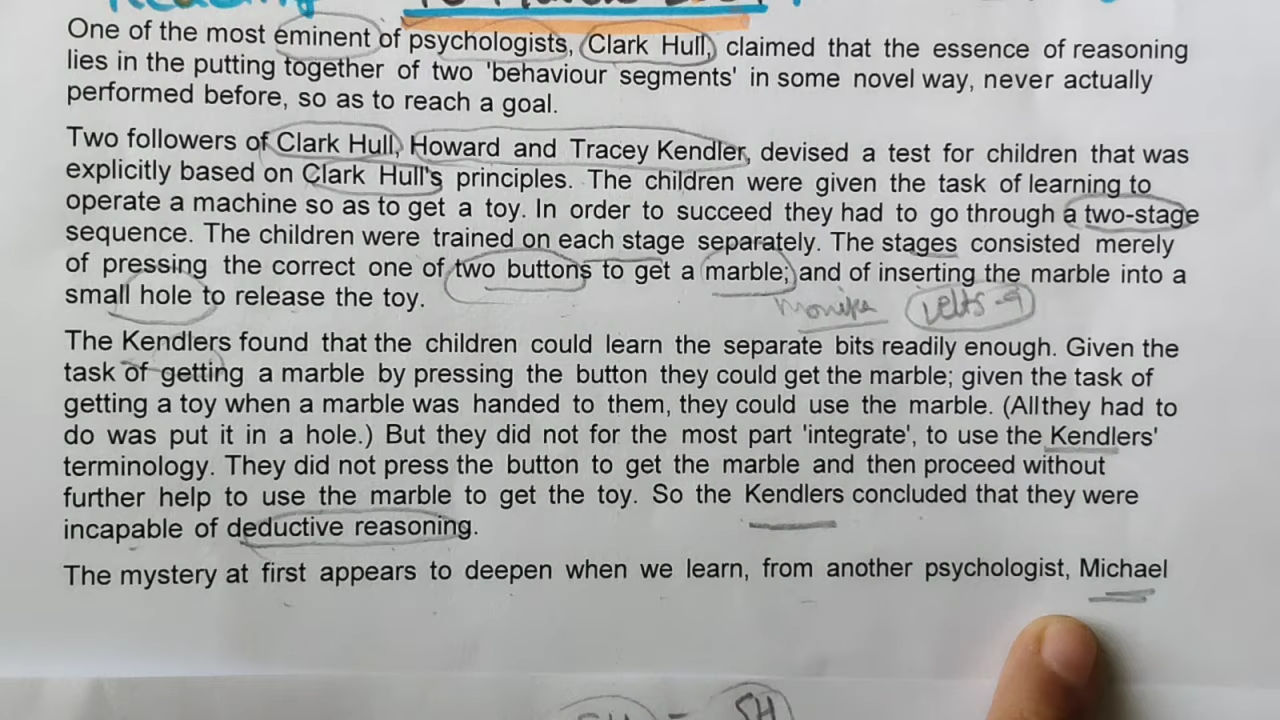 One of the most eminent of psychologists, Clark Hull, claimed that the essence of reasoning
lies in the putting together of two 'behaviour segments' in some novel way, never actually
performed before, so as to reach a goal.
Two followers of Clark Hull, Howard and Tracey Kendler, devised a test for children that was
explicitly based on Clark Hull's principles. The children were given the task of learning to
operate a machine so as to get a toy. In order to succeed they had to go through a two-stage
sequence. The children were trained on each stage separately. The stages consisted merely
of pressing the correct one of two buttons to get a marble; and of inserting the marble into a
small hole to release the toy.
Monika Ielts-9
The Kendlers found that the children could learn the separate bits readily enough. Given the
task of getting a marble by pressing the button they could get the marble; given the task of
getting a toy when a marble was handed to them, they could use the marble. (All they had to
do was put it in a hole.) But they did not for the most part 'integrate', to use the Kendlers'
terminology. They did not press the button to get the marble and then proceed without
further help to use the marble to get the toy. So the Kendlers concluded that they were
incapable of deductive reasoning.
The mystery at first appears to deepen when we learn, from another psychologist, Michael